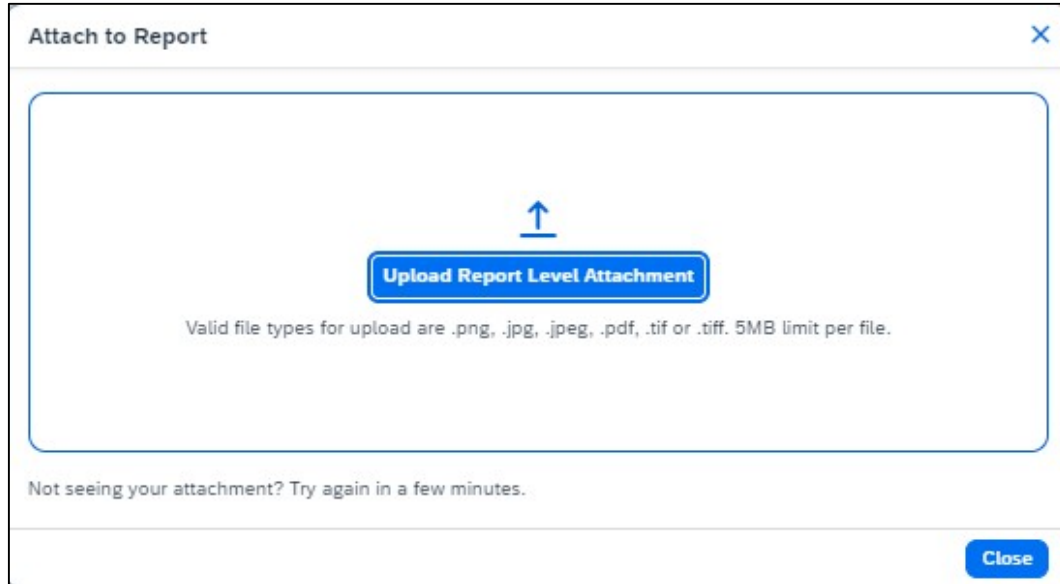 Attach to Report
Upload Report Level Attachment
Valid file types for upload are .png, .jpg, .jpeg, .pdf, .tif or .tiff. 5MB limit per file.
Not seeing your attachment? Try again in a few minutes.
Close